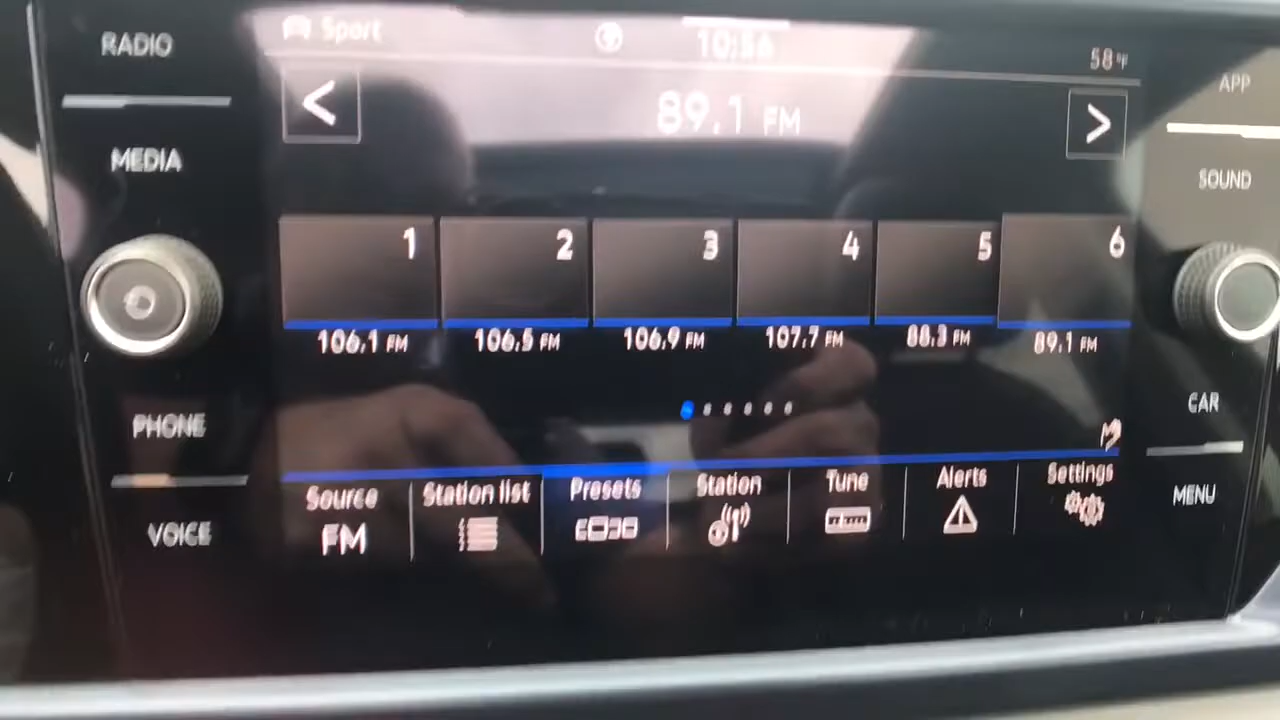 RADIO
MEDIA
PHONE
VOICE
Sport
10:56
58°F
<
89.1 FM
>
1
2
3
4
5
6
106.1 FM
106.5 FM
106.9 FM
107.7 FM
88.3 FM
89.1 FM
Source
FM
Station list
Presets
Station
Tune
Alerts
Settings
APP
SOUND
CAR
MENU